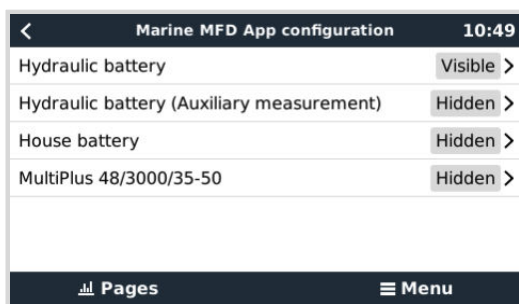 Marine MFD App configuration 10:49
Hydraulic battery Visible
Hydraulic battery (Auxiliary measurement) Hidden
House battery Hidden
MultiPlus 48/3000/35-50 Hidden
Pages Menu